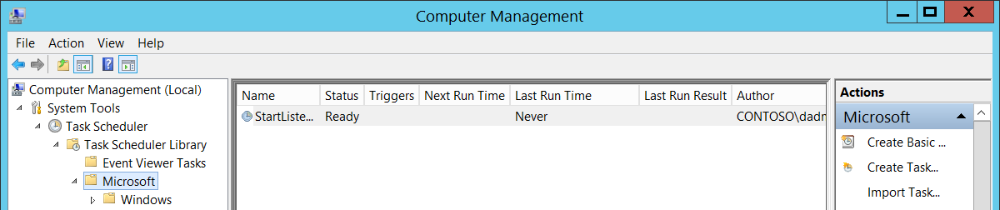 Computer Management
File Action View Help
Computer Management (Local)
System Tools
Task Scheduler
Task Scheduler Library
Event Viewer Tasks
Microsoft
Windows
Name Status Triggers Next Run Time Last Run Time Last Run Result Author
StartListe... Ready Never CONTOSO\dadn
Actions
Microsoft
Create Basic ...
Create Task...
Import Task...